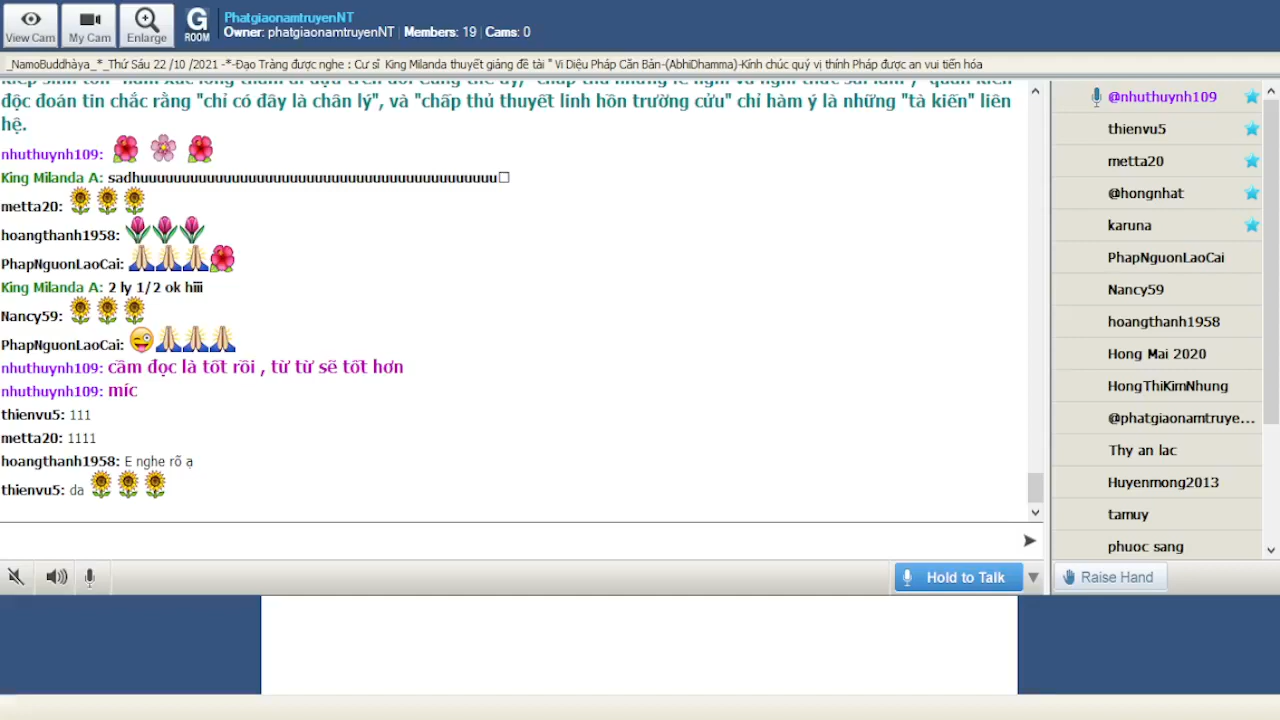 View Cam
My Cam
Enlarge
G
ROOM
PhatgiaonamtruyenNT
Owner: phatgiaonamtruyenNT | Members: 19 | Cams: 0
_NamoBuddhàya_*_Thứ Sáu 22 /10 /2021 -*-Đạo Tràng được nghe : Cư sĩ King Milanda thuyết giảng đề tài " Vi Diệu Pháp Căn Bản-(AbhiDhamma)-Kính chúc quý vị thính Pháp được an vui tiến hóa
độc đoán tin chắc rằng "chỉ có đây là chân lý", và "chấp thủ thuyết linh hồn trường cửu" chỉ hàm ý là những "tà kiến" liên
hệ.
nhuthuynh109:
King Milanda A: sadhuuuuuuuuuuuuuuuuuuuuuuuuuuuuuuuuuuuuuuuuuuu
metta20:
hoangthanh1958:
PhapNguonLaoCai:
King Milanda A: 2 ly 1/2 ok hiiii
Nancy59:
PhapNguonLaoCai:
nhuthuynh109: cầm đọc là tốt rồi , từ từ sẽ tốt hơn
nhuthuynh109: míc
thienvu5: 111
metta20: 1111
hoangthanh1958: E nghe rõ ạ
thienvu5: da
Hold to Talk
@nhuthuynh109
thienvu5
metta20
@hongnhat
karuna
PhapNguonLaoCai
Nancy59
hoangthanh1958
Hong Mai 2020
HongThiKimNhung
@phatgiaonamtruye...
Thy an lac
Huyenmong2013
tamuy
phuoc sang
Raise Hand